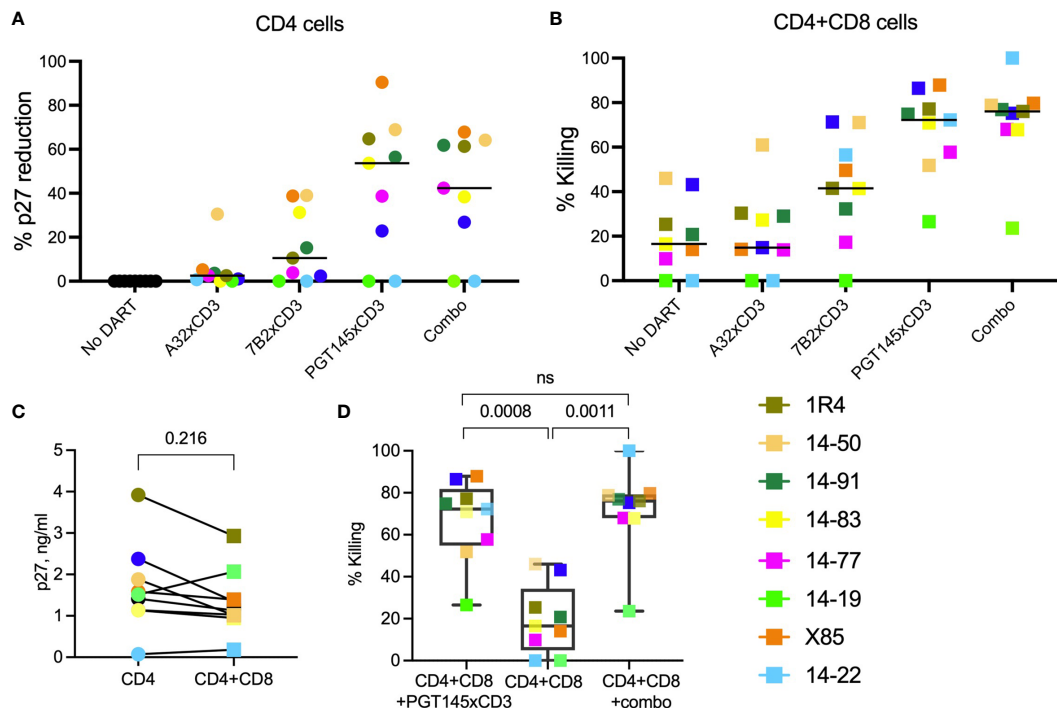 A
CD4 cells
% p27 reduction
100
80
60
40
20
0
No DART
A32xCD3
7B2xCD3
PGT145xCD3
Combo
B
CD4+CD8 cells
% Killing
100
80
60
40
20
0
No DART
A32xCD3
7B2xCD3
PGT145xCD3
Combo
C
0.216
p27, ng/ml
5
4
3
2
1
0
CD4
CD4+CD8
D
ns
0.0008
0.0011
% Killing
100
80
60
40
20
0
CD4+CD8
+PGT145xCD3
CD4+CD8
CD4+CD8
+combo
1R4
14-50
14-91
14-83
14-77
14-19
X85
14-22